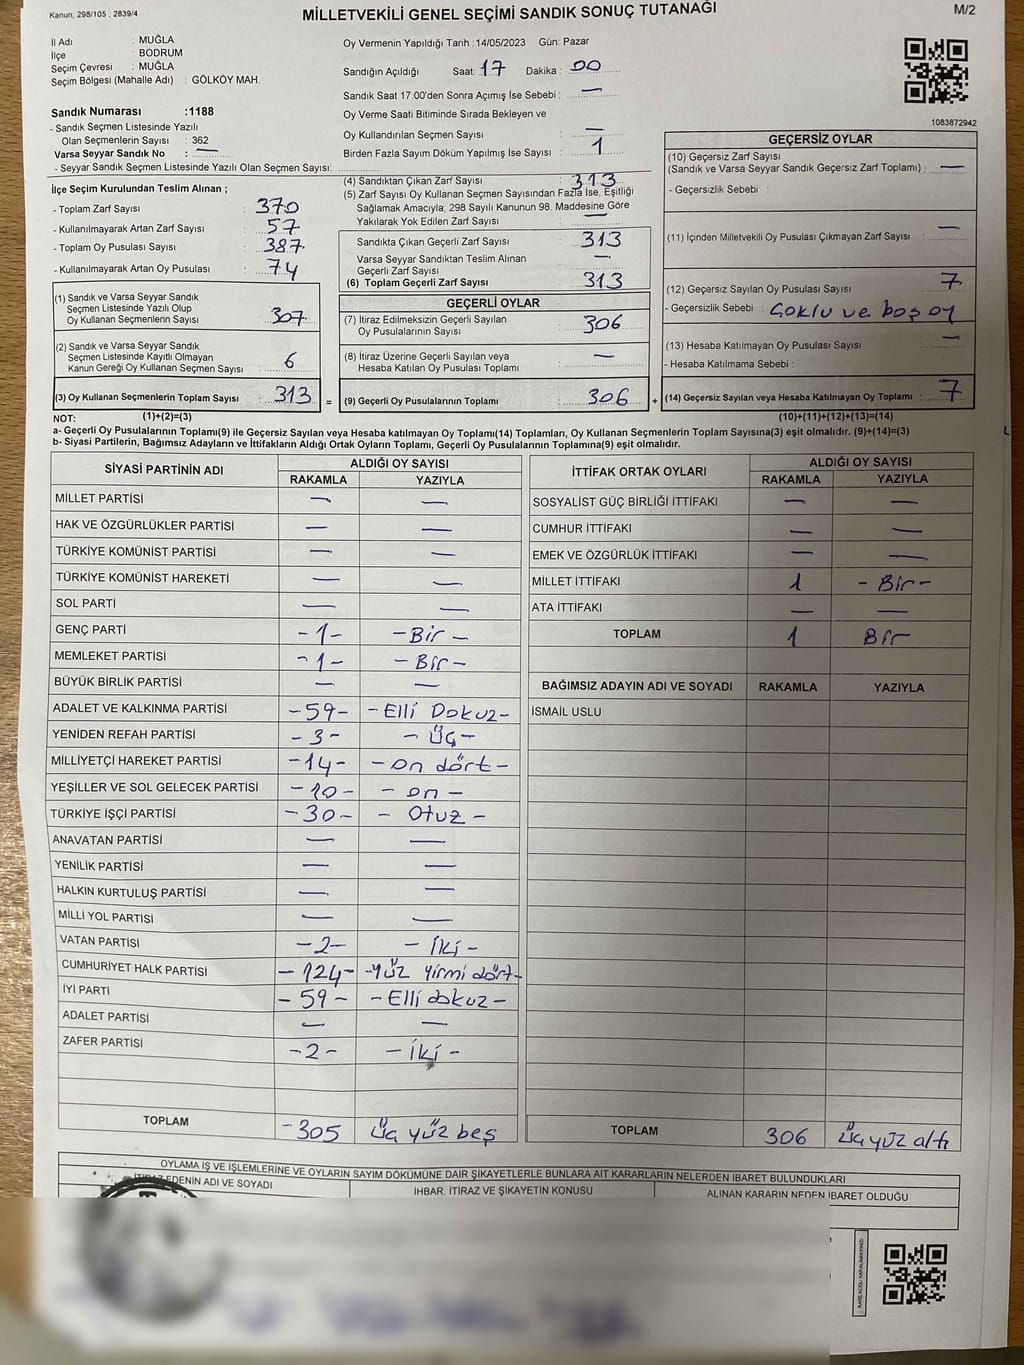 Kanun: 298/105 , 2839/4
MİLLETVEKİLİ GENEL SEÇİMİ SANDIK SONUÇ TUTANAĞI
M/2
İl Adı : MUĞLA
İlçe : BODRUM
Seçim Çevresi : MUĞLA
Seçim Bölgesi (Mahalle Adı) : GÖLKÖY MAH.
Sandık Numarası :1188
- Sandık Seçmen Listesinde Yazılı
Olan Seçmenlerin Sayısı : 362
Varsa Seyyar Sandık No : —
- Seyyar Sandık Seçmen Listesinde Yazılı Olan Seçmen Sayısı:
Oy Vermenin Yapıldığı Tarih :14/05/2023 Gün: Pazar
Sandığın Açıldığı Saat: 17 Dakika : 00
Sandık Saat 17:00'den Sonra Açımış İse Sebebi : —
Oy Verme Saati Bitiminde Sırada Bekleyen ve
Oy Kullandırılan Seçmen Sayısı : —
Birden Fazla Sayım Döküm Yapılmış İse Sayısı : 1
1083872942
İlçe Seçim Kurulundan Teslim Alınan ;
- Toplam Zarf Sayısı : 370
- Kullanılmayarak Artan Zarf Sayısı : 57
- Toplam Oy Pusulası Sayısı : 387
- Kullanılmayarak Artan Oy Pusulası : 74
(1) Sandık ve Varsa Seyyar Sandık
Seçmen Listesinde Yazılı Olup
Oy Kullanan Seçmenlerin Sayısı : 307
(2) Sandık ve Varsa Seyyar Sandık
Seçmen Listesinde Kayıtlı Olmayan
Kanun Gereği Oy Kullanan Seçmen Sayısı : 6
(3) Oy Kullanan Seçmenlerin Toplam Sayısı : 313 =
(4) Sandıktan Çıkan Zarf Sayısı : 313
(5) Zarf Sayısı Oy Kullanan Seçmen Sayısından Fazla İse, Eşitliği
Sağlamak Amacıyla; 298 Sayılı Kanunun 98. Maddesine Göre
Yakılarak Yok Edilen Zarf Sayısı : —
Sandıkta Çıkan Geçerli Zarf Sayısı : 313
Varsa Seyyar Sandıktan Teslim Alınan
Geçerli Zarf Sayısı : —
(6) Toplam Geçerli Zarf Sayısı : 313
GEÇERLİ OYLAR
(7) İtiraz Edilmeksizin Geçerli Sayılan
Oy Pusulalarının Sayısı : 306
(8) İtiraz Üzerine Geçerli Sayılan veya
Hesaba Katılan Oy Pusulası Toplamı : —
(9) Geçerli Oy Pusulalarının Toplamı : 306 +
GEÇERSİZ OYLAR
(10) Geçersiz Zarf Sayısı
(Sandık ve Varsa Seyyar Sandık Geçersiz Zarf Toplamı) : —
- Geçersizlik Sebebi :
(11) İçinden Milletvekili Oy Pusulası Çıkmayan Zarf Sayısı : —
(12) Geçersiz Sayılan Oy Pusulası Sayısı : 7
- Geçersizlik Sebebi : Çoklu ve boş oy
(13) Hesaba Katılmayan Oy Pusulası Sayısı : —
- Hesaba Katılmama Sebebi :
(14) Geçersiz Sayılan veya Hesaba Katılmayan Oy Toplamı : 7
NOT: (1)+(2)=(3) (10)+(11)+(12)+(13)=(14)
a- Geçerli Oy Pusulalarının Toplamı(9) ile Geçersiz Sayılan veya Hesaba katılmayan Oy Toplamı(14) Toplamları, Oy Kullanan Seçmenlerin Toplam Sayısına(3) eşit olmalıdır. (9)+(14)=(3)
b- Siyasi Partilerin, Bağımsız Adayların ve İttifakların Aldığı Ortak Oyların Toplamı, Geçerli Oy Pusulalarının Toplamına(9) eşit olmalıdır.
SİYASİ PARTİNİN ADI ALDIĞI OY SAYISI
RAKAMLA YAZIYLA
MİLLET PARTİSİ — —
HAK VE ÖZGÜRLÜKLER PARTİSİ — —
TÜRKİYE KOMÜNİST PARTİSİ — —
TÜRKİYE KOMÜNİST HAREKETİ — —
SOL PARTİ — —
GENÇ PARTİ -1- -Bir-
MEMLEKET PARTİSİ -1- -Bir-
BÜYÜK BİRLİK PARTİSİ — —
ADALET VE KALKINMA PARTİSİ -59- -Elli Dokuz-
YENİDEN REFAH PARTİSİ -3- -Üç-
MİLLİYETÇİ HAREKET PARTİSİ -14- -on dört-
YEŞİLLER VE SOL GELECEK PARTİSİ -10- -on-
TÜRKİYE İŞÇİ PARTİSİ -30- -Otuz-
ANAVATAN PARTİSİ — —
YENİLİK PARTİSİ — —
HALKIN KURTULUŞ PARTİSİ — —
MİLLİ YOL PARTİSİ — —
VATAN PARTİSİ -2- -İki-
CUMHURİYET HALK PARTİSİ -124- -yüz yirmi dört-
İYİ PARTİ -59- -Elli dokuz-
ADALET PARTİSİ — —
ZAFER PARTİSİ -2- -İki-
TOPLAM -305 üç yüz beş
İTTİFAK ORTAK OYLARI ALDIĞI OY SAYISI
RAKAMLA YAZIYLA
SOSYALİST GÜÇ BİRLİĞİ İTTİFAKI — —
CUMHUR İTTİFAKI — —
EMEK VE ÖZGÜRLÜK İTTİFAKI — —
MİLLET İTTİFAKI 1 -Bir-
ATA İTTİFAKI — —
TOPLAM 1 Bir
BAĞIMSIZ ADAYIN ADI VE SOYADI RAKAMLA YAZIYLA
İSMAİL USLU
TOPLAM 306 üç yüz altı
OYLAMA İŞ VE İŞLEMLERİNE VE OYLARIN SAYIM DÖKÜMÜNE DAİR ŞİKAYETLERLE BUNLARA AİT KARARLARIN NELERDEN İBARET BULUNDUKLARI
İTİRAZ EDENİN ADI VE SOYADI İHBAR, İTİRAZ VE ŞİKAYETİN KONUSU ALINAN KARARIN NEDEN İBARET OLDUĞU